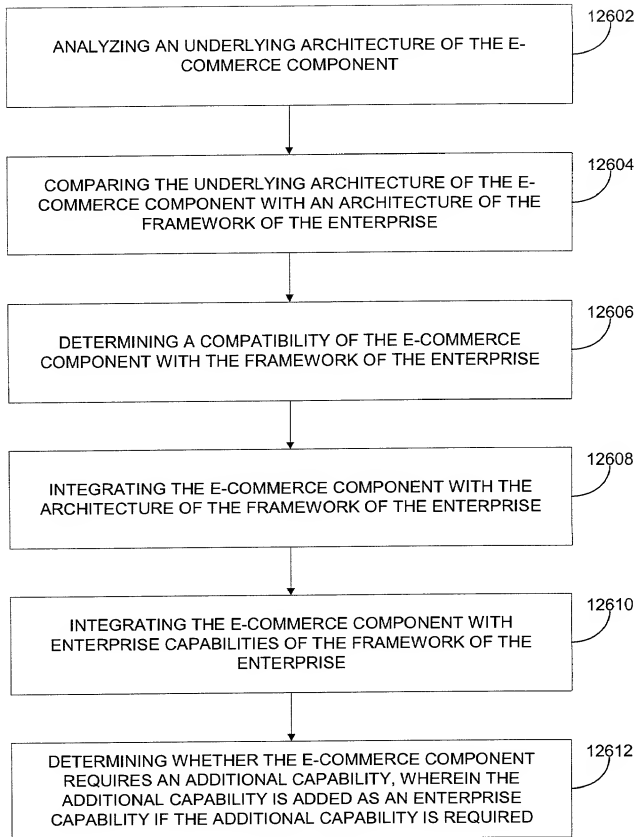 12602
ANALYZING AN UNDERLYING ARCHITECTURE OF THE E-
COMMERCE COMPONENT
12604
COMPARING THE UNDERLYING ARCHITECTURE OF THE E-
COMMERCE COMPONENT WITH AN ARCHITECTURE OF THE
FRAMEWORK OF THE ENTERPRISE
12606
DETERMINING A COMPATIBILITY OF THE E-COMMERCE
COMPONENT WITH THE FRAMEWORK OF THE ENTERPRISE
12608
INTEGRATING THE E-COMMERCE COMPONENT WITH THE
ARCHITECTURE OF THE FRAMEWORK OF THE ENTERPRISE
12610
INTEGRATING THE E-COMMERCE COMPONENT WITH
ENTERPRISE CAPABILITIES OF THE FRAMEWORK OF THE
ENTERPRISE
12612
DETERMINING WHETHER THE E-COMMERCE COMPONENT
REQUIRES AN ADDITIONAL CAPABILITY, WHEREIN THE
ADDITIONAL CAPABILITY IS ADDED AS AN ENTERPRISE
CAPABILITY IF THE ADDITIONAL CAPABILITY IS REQUIRED